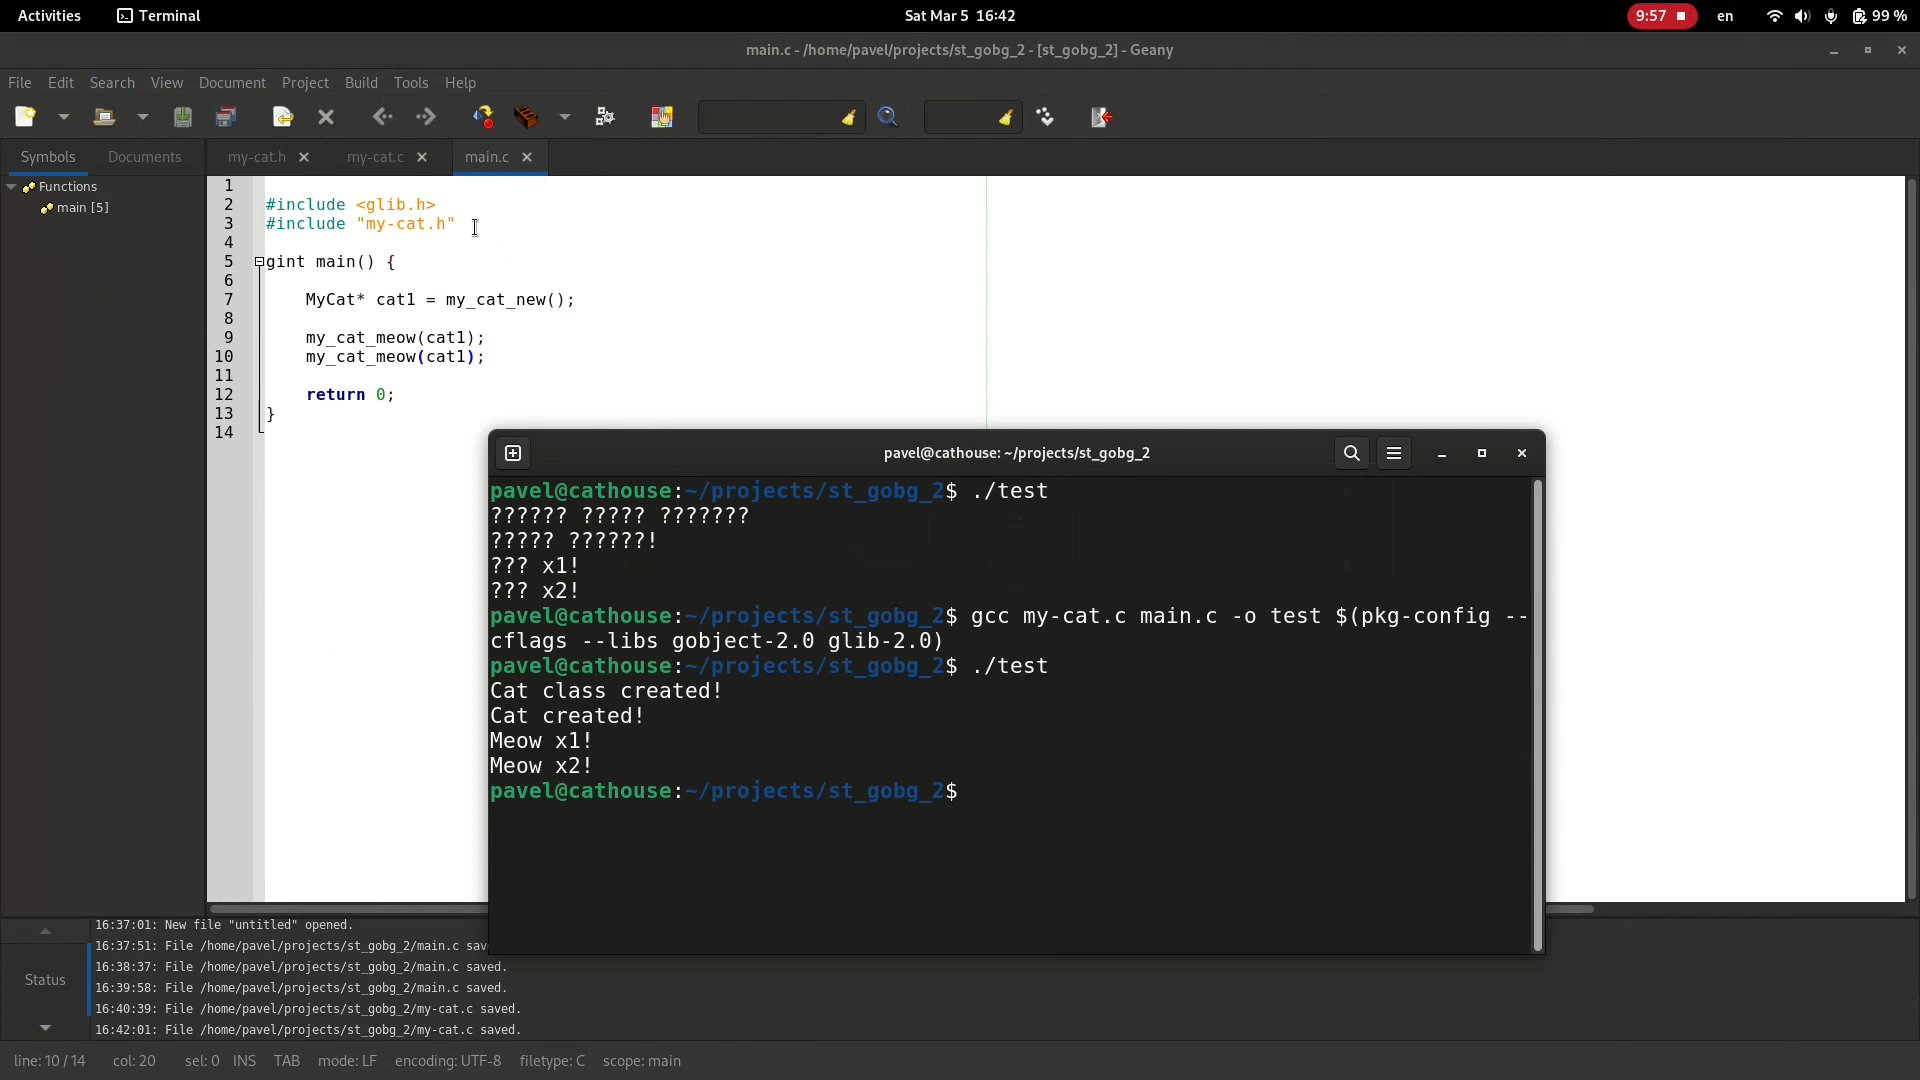 Activities Terminal Sat Mar 5 16:42 9:57 en 99 %
main.c - /home/pavel/projects/st_gobg_2 - [st_gobg_2] - Geany
File Edit Search View Document Project Build Tools Help
Symbols Documents my-cat.h my-cat.c main.c
Functions
main [5]
1
2 #include <glib.h>
3 #include "my-cat.h"
4
5 gint main() {
6
7 MyCat* cat1 = my_cat_new();
8
9 my_cat_meow(cat1);
10 my_cat_meow(cat1);
11
12 return 0;
13 }
14
pavel@cathouse: ~/projects/st_gobg_2
pavel@cathouse:~/projects/st_gobg_2$ ./test
?????? ????? ???????
????? ??????!
??? x1!
??? x2!
pavel@cathouse:~/projects/st_gobg_2$ gcc my-cat.c main.c -o test $(pkg-config --
cflags --libs gobject-2.0 glib-2.0)
pavel@cathouse:~/projects/st_gobg_2$ ./test
Cat class created!
Cat created!
Meow x1!
Meow x2!
pavel@cathouse:~/projects/st_gobg_2$
Status
16:37:01: New file "untitled" opened.
16:37:51: File /home/pavel/projects/st_gobg_2/main.c sav
16:38:37: File /home/pavel/projects/st_gobg_2/main.c saved.
16:39:58: File /home/pavel/projects/st_gobg_2/main.c saved.
16:40:39: File /home/pavel/projects/st_gobg_2/my-cat.c saved.
16:42:01: File /home/pavel/projects/st_gobg_2/my-cat.c saved.
line: 10 / 14 col: 20 sel: 0 INS TAB mode: LF encoding: UTF-8 filetype: C scope: main